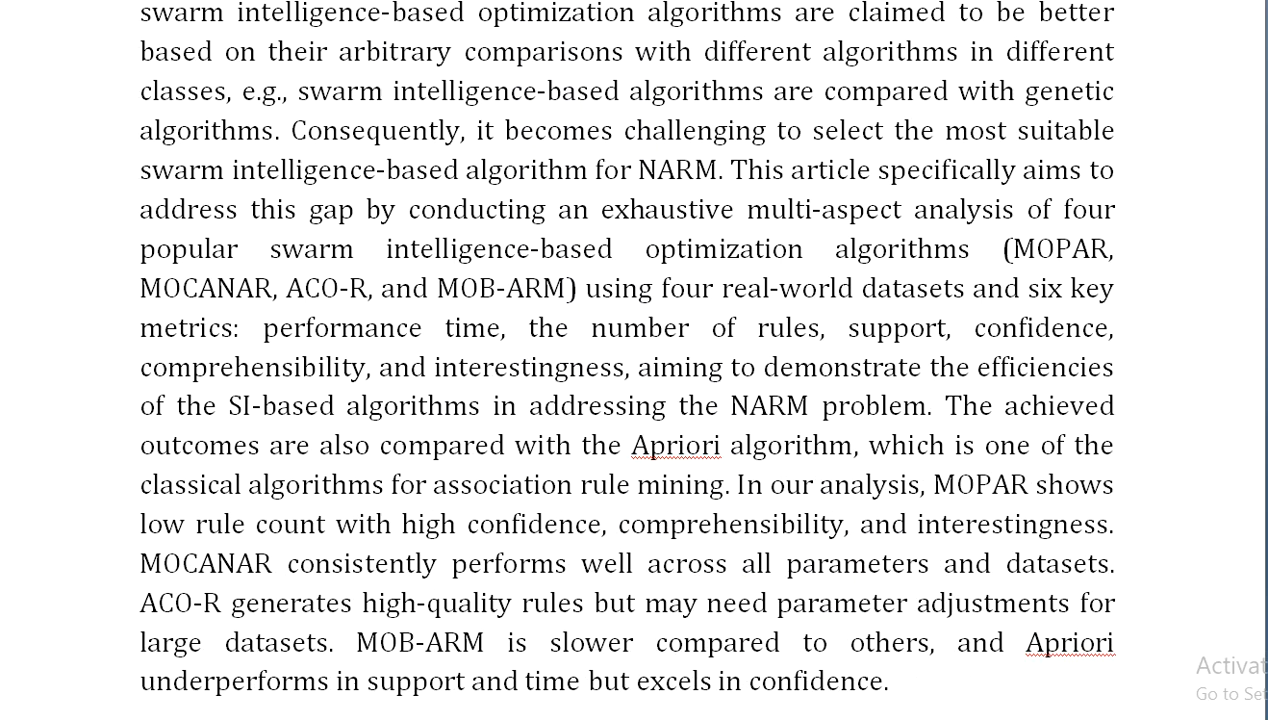 swarm intelligence-based optimization algorithms are claimed to be better
based on their arbitrary comparisons with different algorithms in different
classes, e.g., swarm intelligence-based algorithms are compared with genetic
algorithms. Consequently, it becomes challenging to select the most suitable
swarm intelligence-based algorithm for NARM. This article specifically aims to
address this gap by conducting an exhaustive multi-aspect analysis of four
popular swarm intelligence-based optimization algorithms (MOPAR,
MOCANAR, ACO-R, and MOB-ARM) using four real-world datasets and six key
metrics: performance time, the number of rules, support, confidence,
comprehensibility, and interestingness, aiming to demonstrate the efficiencies
of the SI-based algorithms in addressing the NARM problem. The achieved
outcomes are also compared with the Apriori algorithm, which is one of the
classical algorithms for association rule mining. In our analysis, MOPAR shows
low rule count with high confidence, comprehensibility, and interestingness.
MOCANAR consistently performs well across all parameters and datasets.
ACO-R generates high-quality rules but may need parameter adjustments for
large datasets. MOB-ARM is slower compared to others, and Apriori
underperforms in support and time but excels in confidence.
Activat
Go to Set